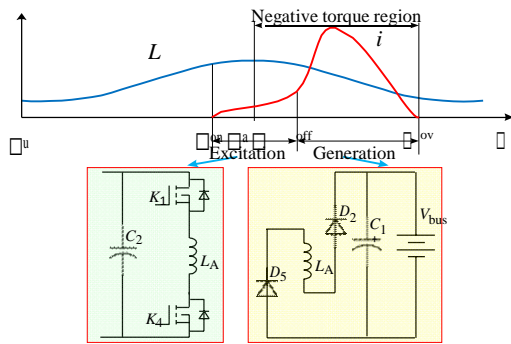 Negative torque region
L
i
□u
□on □a □off
□ov
□
Excitation
Generation
K1
C2
LA
K4
D2
C1
Vbus
D5
LA